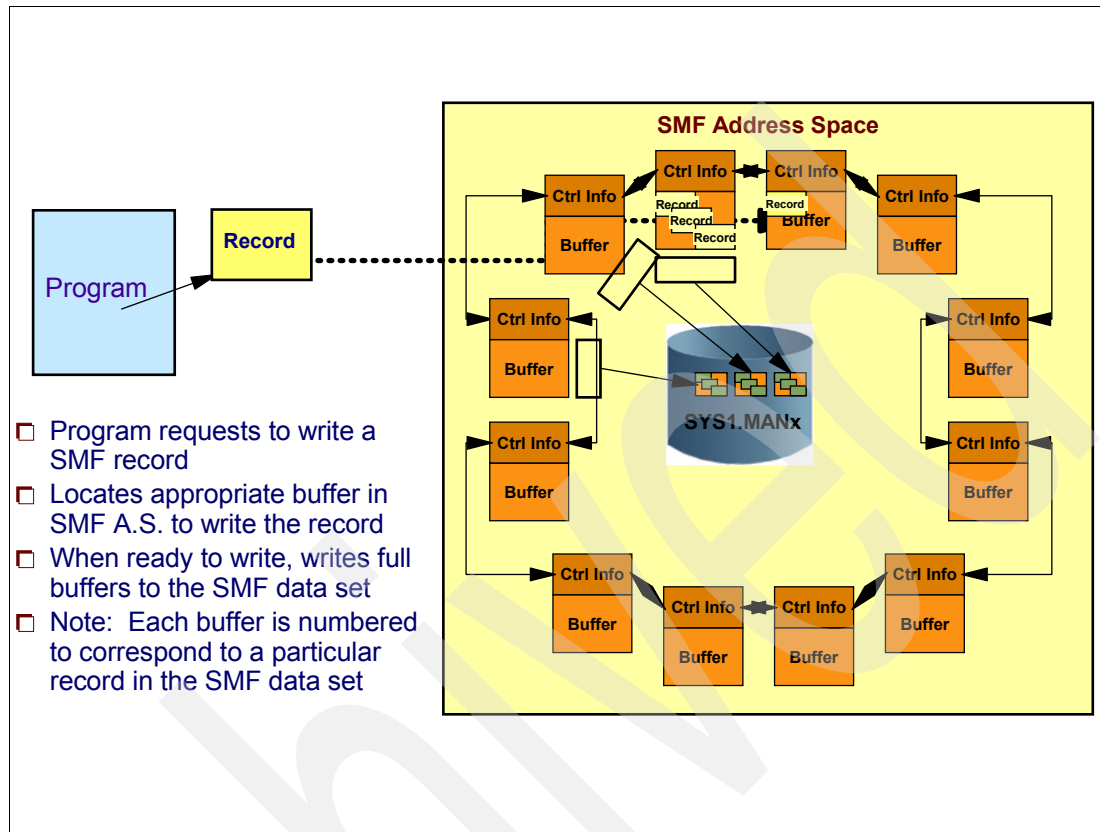 SMF Address Space
Ctrl Info
Ctrl Info
Ctrl Info
Ctrl Info
Record
Record
Record
Record
Buffer
Buffer
Buffer
Program
Record
Ctrl Info
Buffer
Ctrl Info
Buffer
SYS1.MANx
Ctrl Info
Buffer
Ctrl Info
Buffer
Program requests to write a
SMF record
Locates appropriate buffer in
SMF A.S. to write the record
When ready to write, writes full
buffers to the SMF data set
Note: Each buffer is numbered
to correspond to a particular
record in the SMF data set
Ctrl Info
Buffer
Ctrl Info
Buffer
Ctrl Info
Buffer
Ctrl Info
Buffer